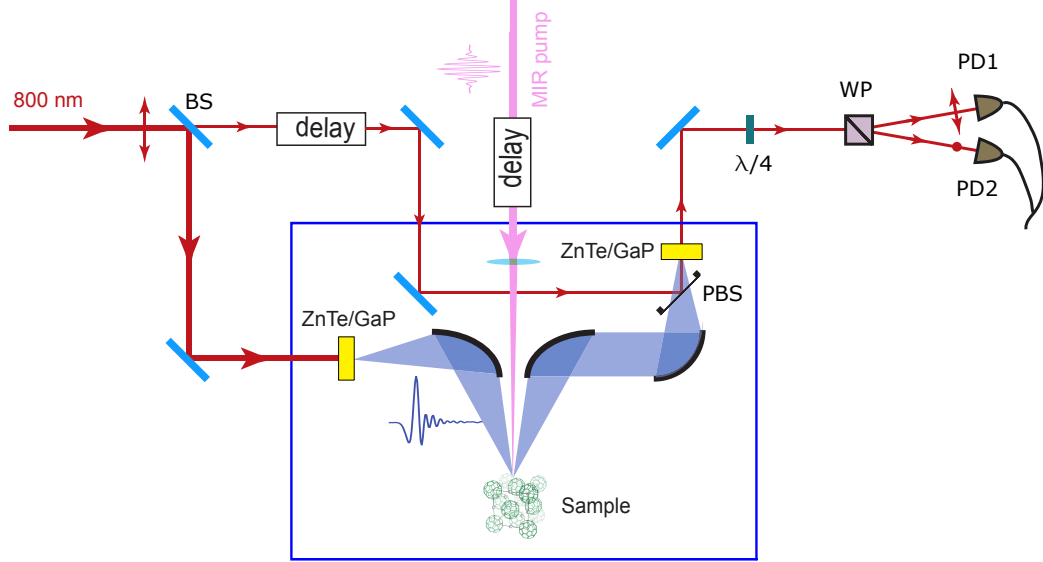 800 nm
BS
delay
MIR pump
delay
WP
PD1
λ/4
PD2
ZnTe/GaP
PBS
ZnTe/GaP
Sample